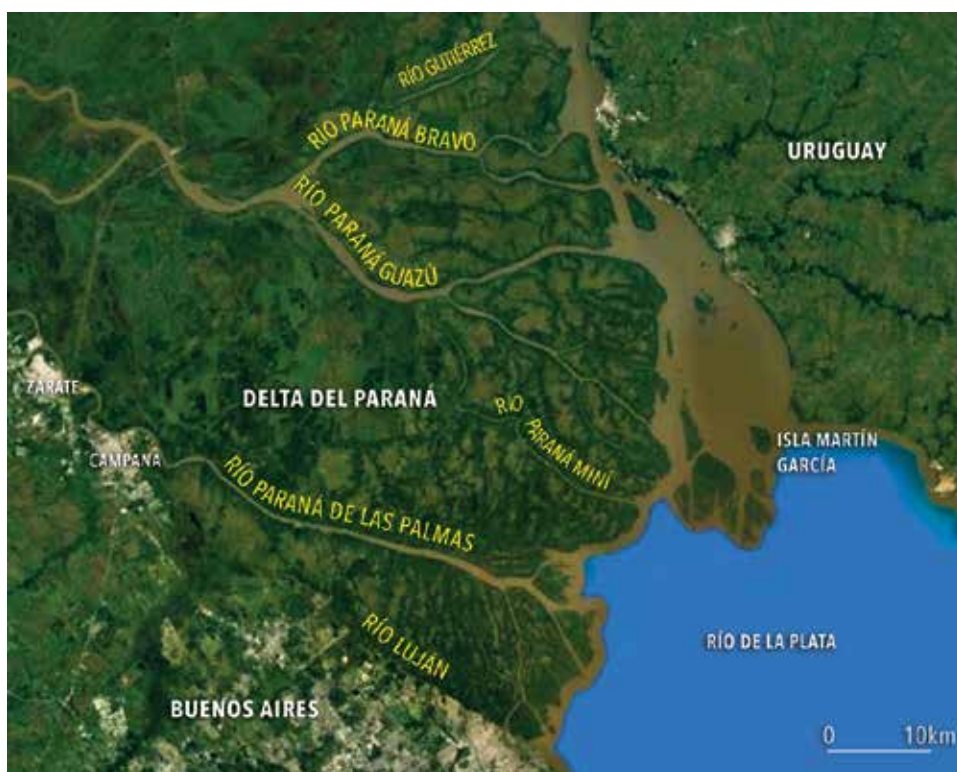 RÍO GUTIÉRREZ
RÍO PARANÁ BRAVO
URUGUAY
RÍO PARANÁ GUAZÚ
ZÁRATE
DELTA DEL PARANÁ
RÍO PARANÁ MINÍ
ISLA MARTÍN
GARCÍA
CAMPANA
RÍO PARANÁ DE LAS PALMAS
RÍO LUJÁN
RÍO DE LA PLATA
BUENOS AIRES
0 10km